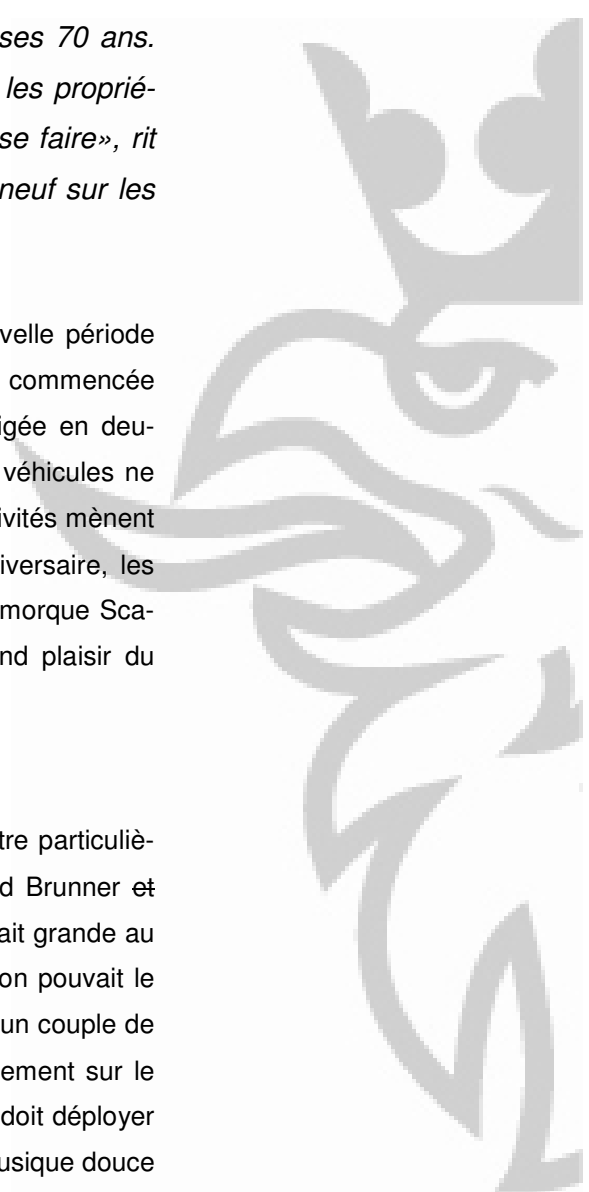 ses 70 ans.
les proprié-
se faire», rit
neuf sur les
velle période
commencée
igée en deu-
véhicules ne
ivités mènent
iversaire, les
morque Sca-
nd plaisir du
tre particuliè-
d Brunner et
ait grande au
on pouvait le
un couple de
ement sur le
doit déployer
usique douce